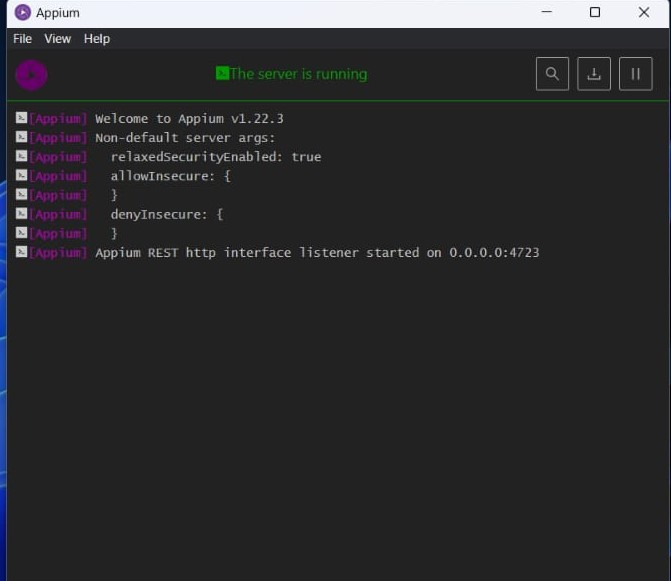 Appium
File View Help
The server is running
[Appium] Welcome to Appium v1.22.3
[Appium] Non-default server args:
[Appium]   relaxedSecurityEnabled: true
[Appium]   allowInsecure: {
[Appium]   }
[Appium]   denyInsecure: {
[Appium]   }
[Appium] Appium REST http interface listener started on 0.0.0.0:4723